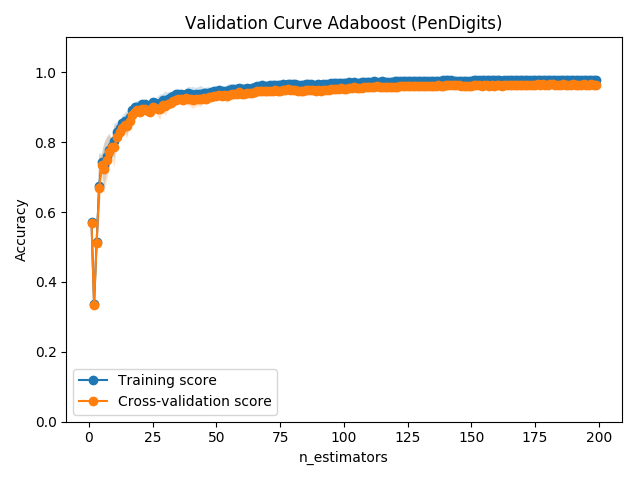 Validation Curve Adaboost (PenDigits)
Accuracy
1.0
0.8
0.6
0.4
0.2
0.0
Training score
Cross-validation score
0 25 50 75 100 125 150 175 200
n_estimators